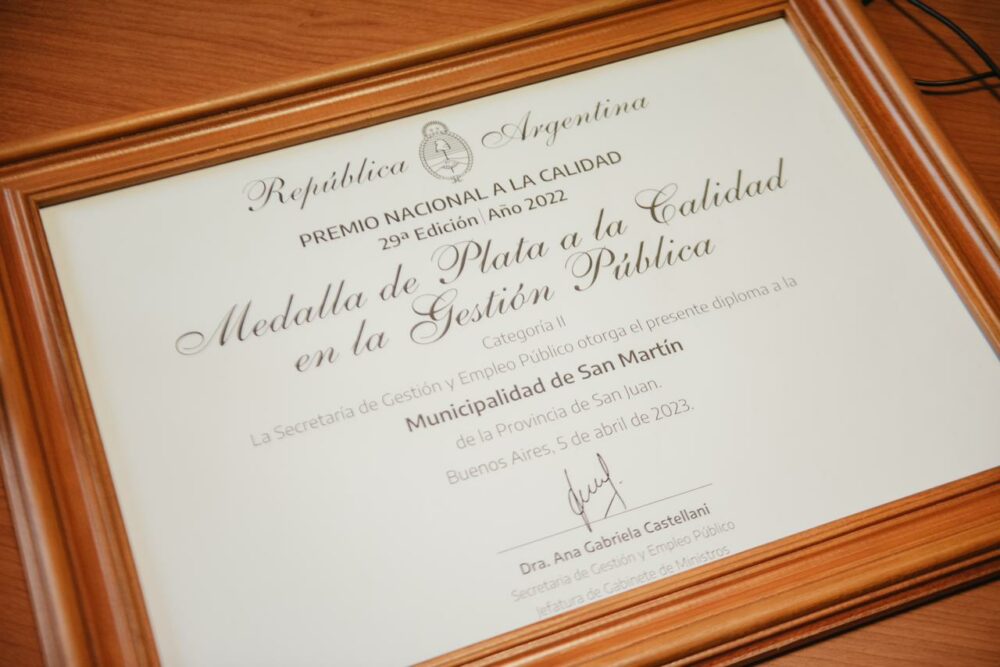 República Argentina
PREMIO NACIONAL A LA CALIDAD
29ª Edición | Año 2022
Medalla de Plata a la Calidad
en la Gestión Pública
Categoría II
La Secretaría de Gestión y Empleo Público otorga el presente diploma a la
Municipalidad de San Martín
de la Provincia de San Juan.
Buenos Aires, 5 de abril de 2023.
Dra. Ana Gabriela Castellani
Secretaria de Gestión y Empleo Público
Jefatura de Gabinete de Ministros